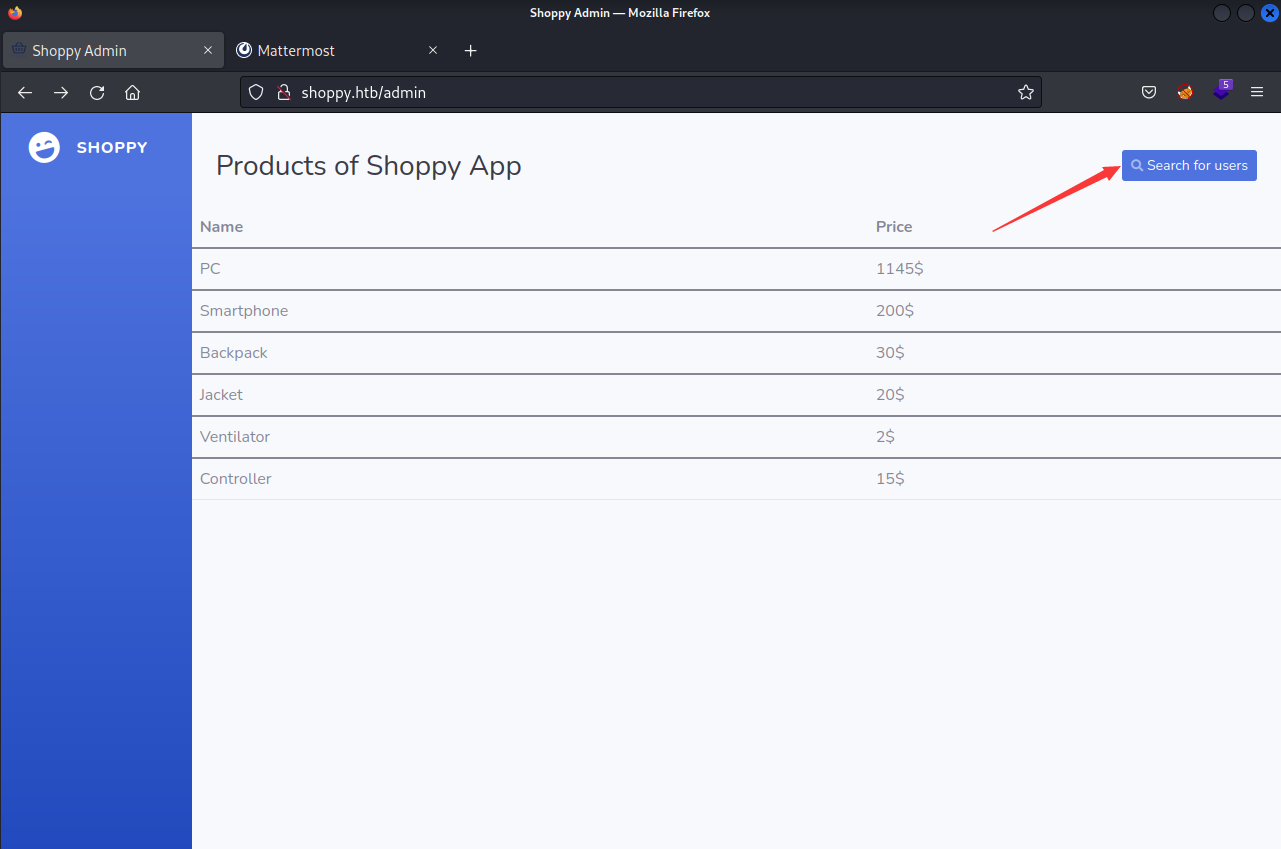 Shoppy Admin — Mozilla Firefox
Shoppy Admin
Mattermost
shoppy.htb/admin
5
SHOPPY
Products of Shoppy App
Search for users
Name Price
PC 1145$
Smartphone 200$
Backpack 30$
Jacket 20$
Ventilator 2$
Controller 15$